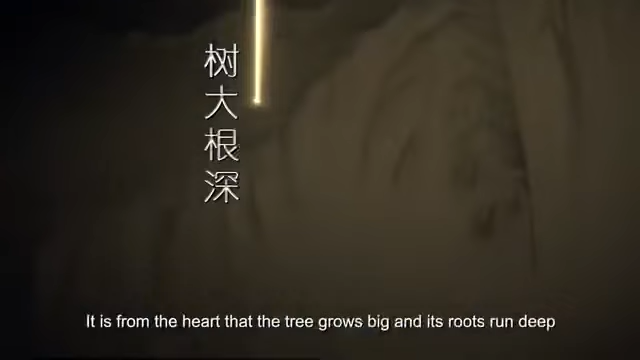 树大根深
It is from the heart that the tree grows big and its roots run deep